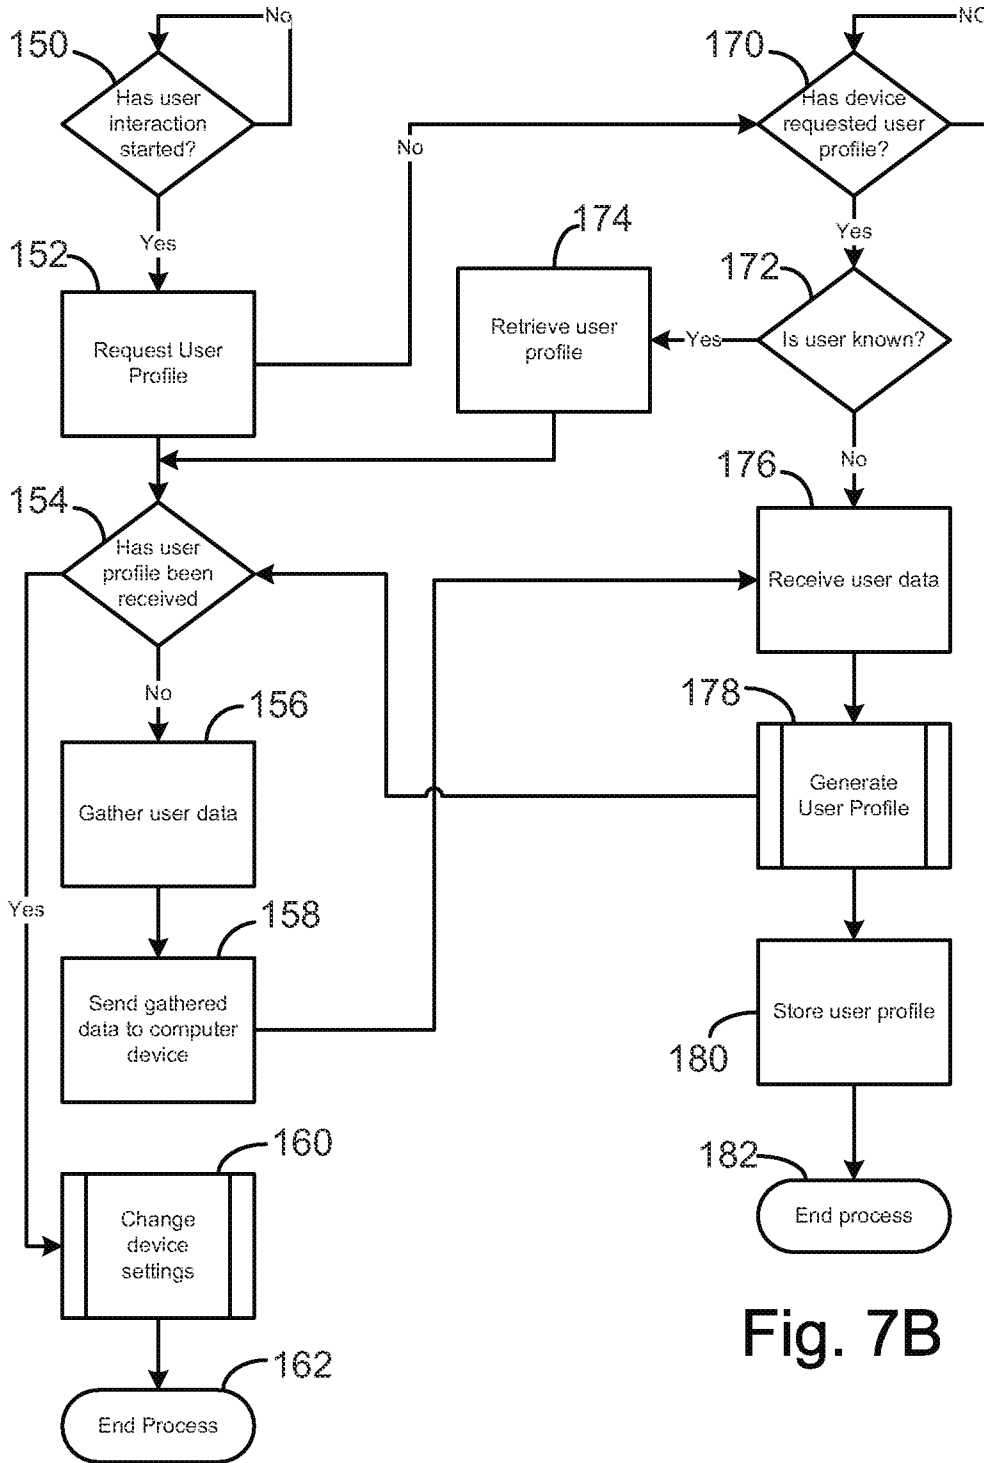 No
150
Has user
interaction
started?
Yes
152
Request User
Profile
No
154
Has user
profile been
received
No
156
Gather user data
Yes
158
Send gathered
data to computer
device
160
Change
device
settings
162
End Process
NO
170
Has device
requested user
profile?
Yes
172
Is user known?
Yes
174
Retrieve user
profile
No
176
Receive user data
178
Generate
User Profile
Store user profile
180
182
End process
Fig. 7B